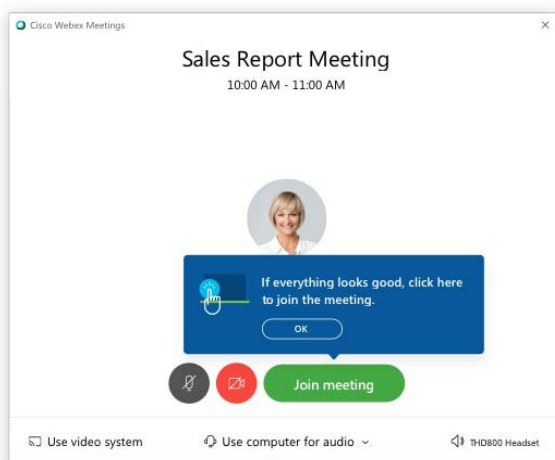 Cisco Webex Meetings
Sales Report Meeting
10:00 AM - 11:00 AM
If everything looks good, click here
to join the meeting.
OK
Join meeting
Use video system
Use computer for audio
THD800 Headset